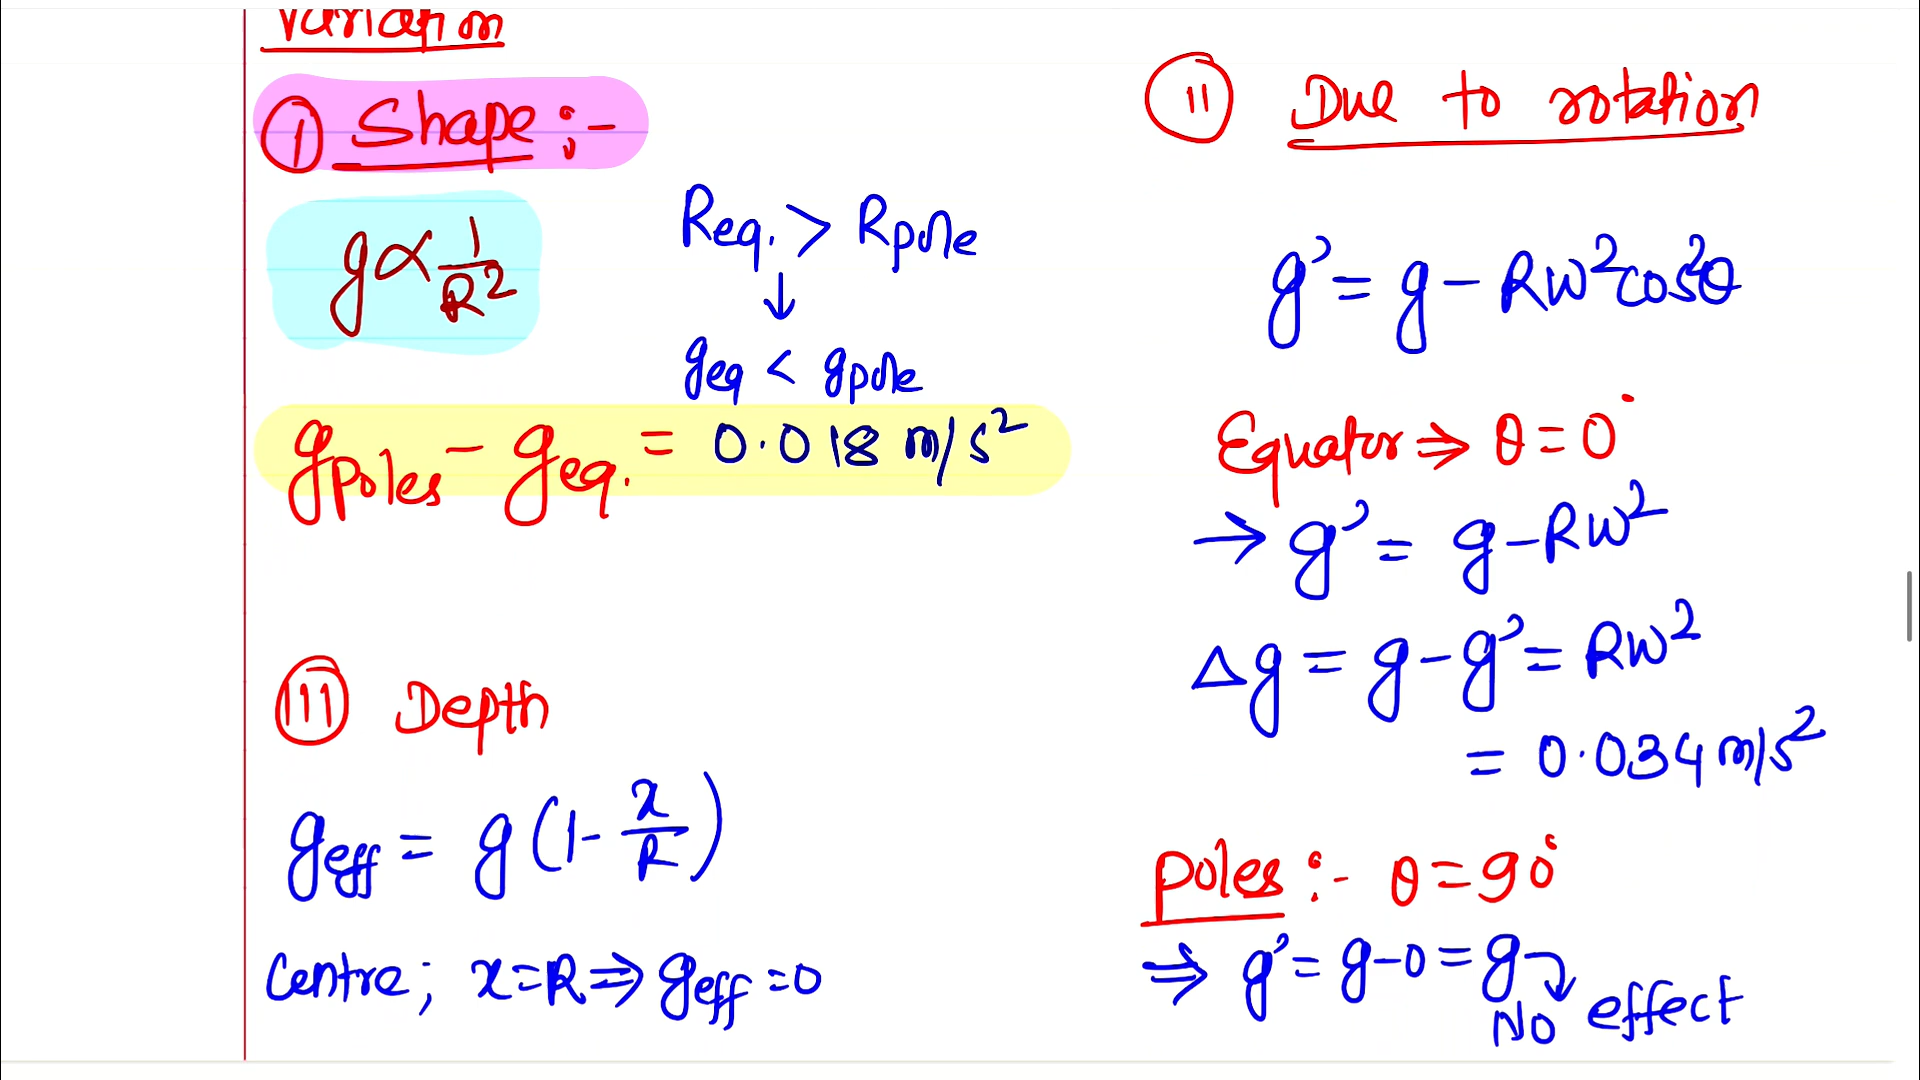 Variation
(I) Shape :-
g ∝ 1/R²
Req. > Rpole
↓
geq < gpole
gpoles - geq. = 0.018 m/s²
(III) Depth
geff = g(1 - x/R)
Centre; x=R ⇒ geff = 0
(II) Due to rotation
g' = g - Rω²cos²θ
Equator ⇒ θ = 0°
→ g' = g - Rω²
Δg = g - g' = Rω²
= 0.034 m/s²
Poles :- θ = 90°
⇒ g' = g - 0 = g
No effect